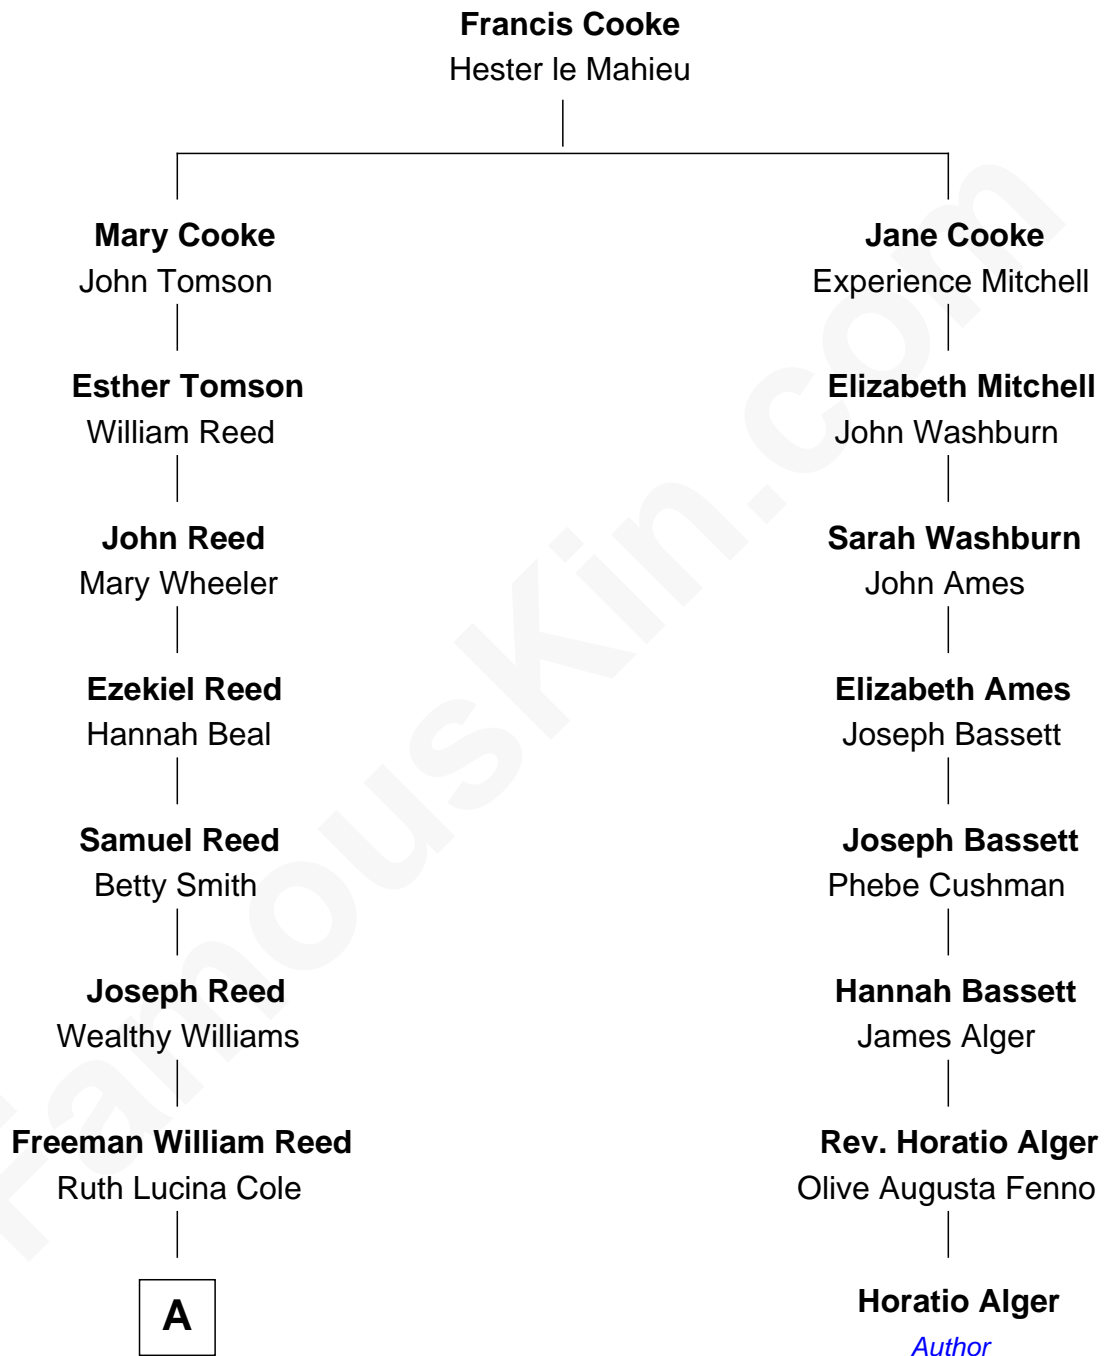 Francis Cooke
Hester le Mahieu
Mary Cooke
John Tomson
Jane Cooke
Experience Mitchell
Esther Tomson
William Reed
Elizabeth Mitchell
John Washburn
John Reed
Mary Wheeler
Sarah Washburn
John Ames
Ezekiel Reed
Hannah Beal
Elizabeth Ames
Joseph Bassett
Samuel Reed
Betty Smith
Joseph Bassett
Phebe Cushman
Joseph Reed
Wealthy Williams
Hannah Bassett
James Alger
Freeman William Reed
Ruth Lucina Cole
Rev. Horatio Alger
Olive Augusta Fenno
A
Horatio Alger
Author
FamousKin.com